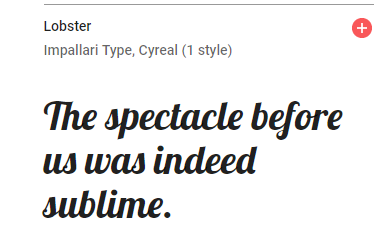 Lobster
Impallari Type, Cyreal (1 style)
The spectacle before
us was indeed
sublime.